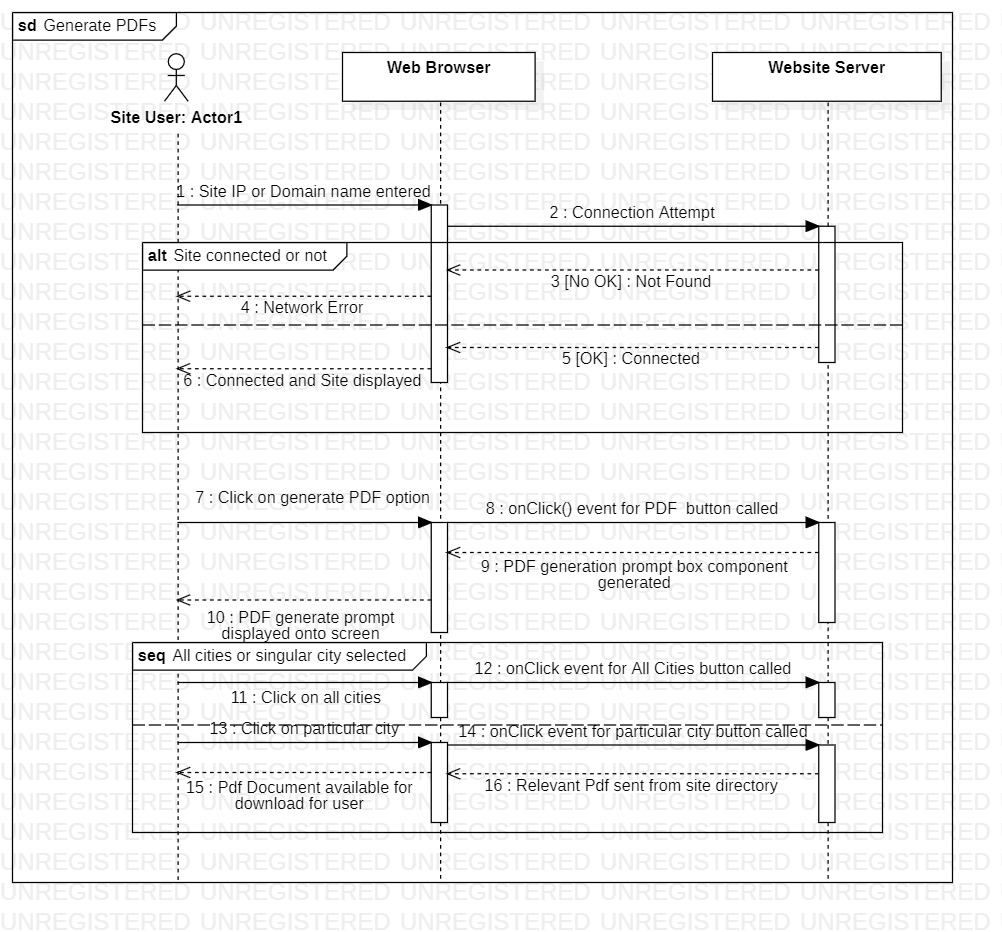 sd Generate PDFs
Web Browser
Website Server
Site User: Actor1
1 : Site IP or Domain name entered
2 : Connection Attempt
alt Site connected or not
3 [No OK] : Not Found
4 : Network Error
5 [OK] : Connected
6 : Connected and Site displayed
7 : Click on generate PDF option
8 : onClick() event for PDF  button called
9 : PDF generation prompt box component
generated
10 : PDF generate prompt
displayed onto screen
seq All cities or singular city selected
12 : onClick event for All Cities button called
11 : Click on all cities
13 : Click on particular city
14 : onClick event for particular city button called
15 : Pdf Document available for
download for user
16 : Relevant Pdf sent from site directory
UNREGISTERED UNREGISTERED UNREGISTERED UNREGISTERED UNREGISTERED